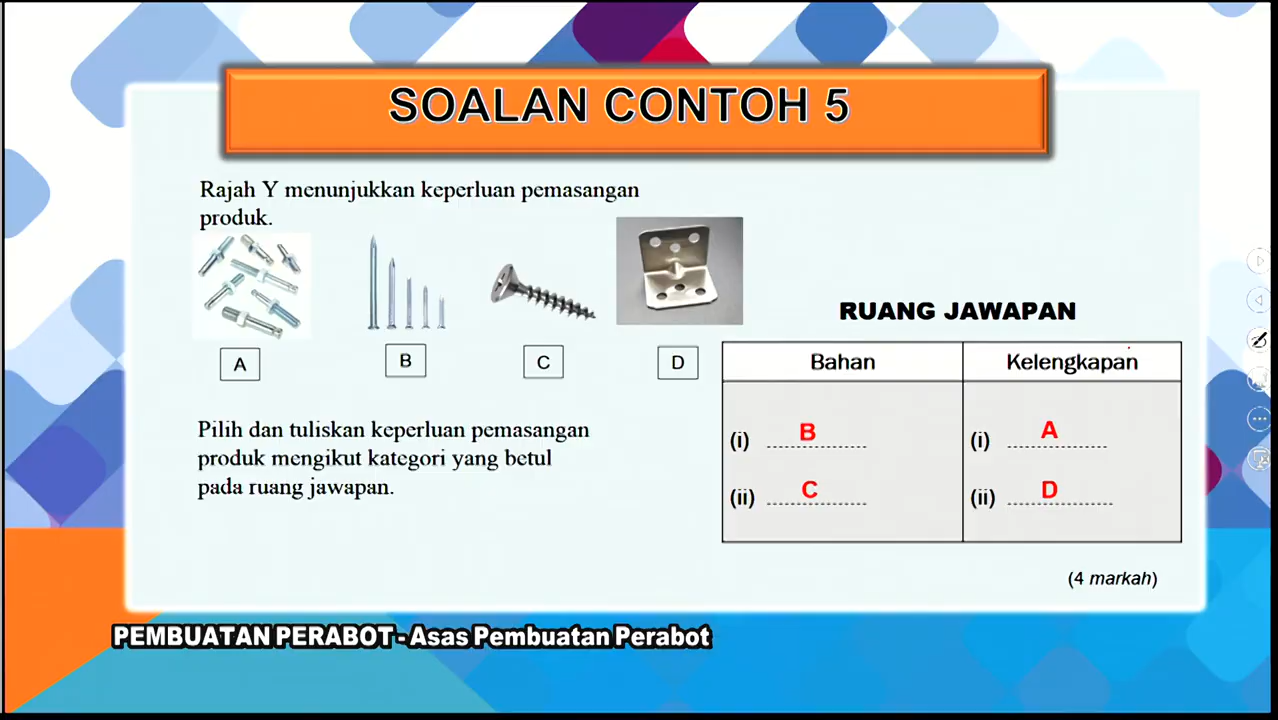 SOALAN CONTOH 5
Rajah Y menunjukkan keperluan pemasangan
produk.
A
B
C
D
Pilih dan tuliskan keperluan pemasangan
produk mengikut kategori yang betul
pada ruang jawapan.
RUANG JAWAPAN
Bahan Kelengkapan
(i) B (i) A
(ii) C (ii) D
(4 markah)
PEMBUATAN PERABOT - Asas Pembuatan Perabot